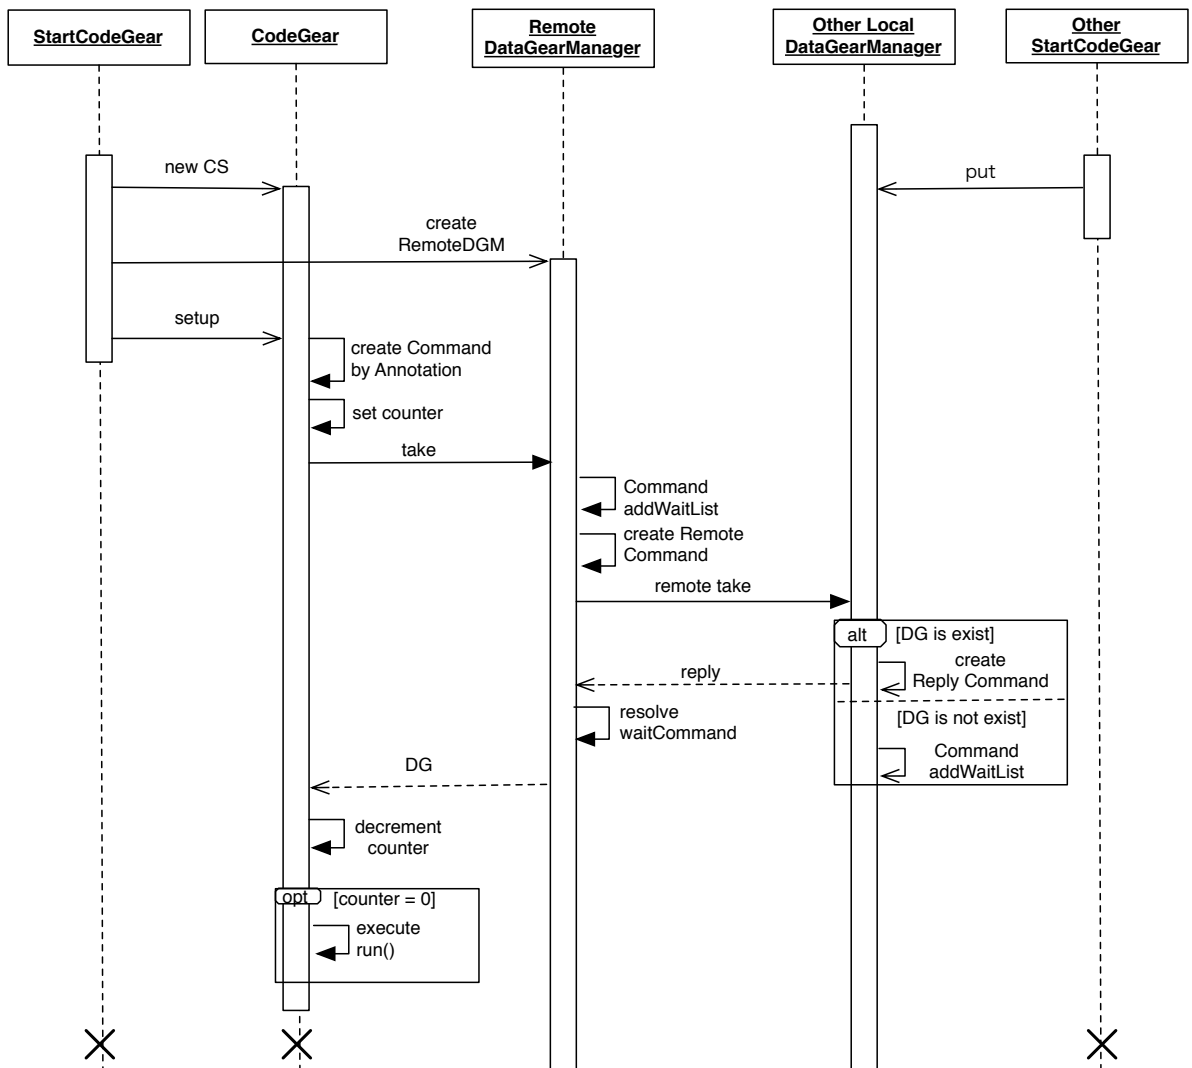 StartCodeGear
CodeGear
Remote
DataGearManager
Other Local
DataGearManager
Other
StartCodeGear
new CS
put
create
RemoteDGM
setup
create Command
by Annotation
set counter
take
Command
addWaitList
create Remote
Command
remote take
alt
[DG is exist]
create
Reply Command
reply
resolve
waitCommand
[DG is not exist]
Command
addWaitList
DG
decrement
counter
opt
[counter = 0]
execute
run()